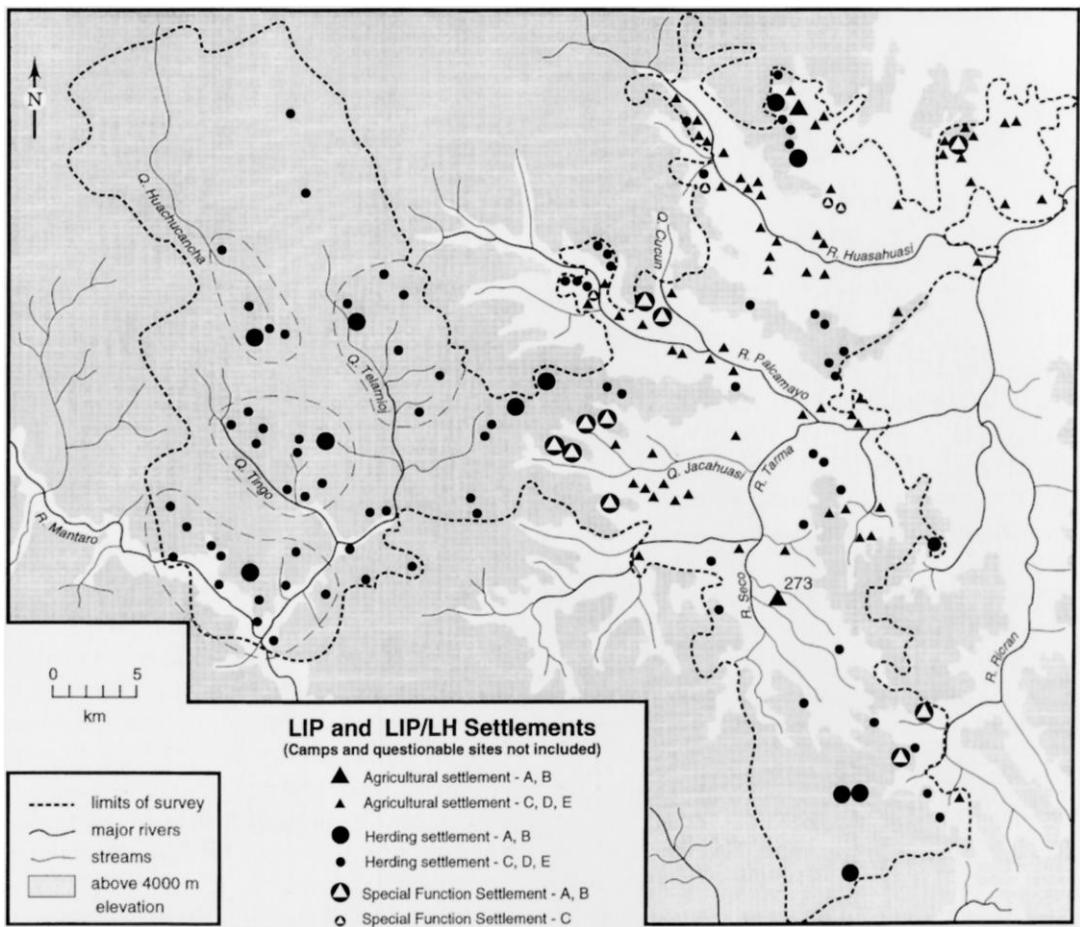 N
Q. Huachucancha
Q. Cucun
R. Huasahuasi
Q. Telarnioj
R. Palcamayo
Q. Tingo
Q. Jacahuasi
R. Tarma
R. Mantaro
273
R. Seco
R. Ricran
0 5
km
LIP and LIP/LH Settlements
(Camps and questionable sites not included)
Agricultural settlement - A, B
Agricultural settlement - C, D, E
Herding settlement - A, B
Herding settlement - C, D, E
Special Function Settlement - A, B
Special Function Settlement - C
limits of survey
major rivers
streams
above 4000 m
elevation